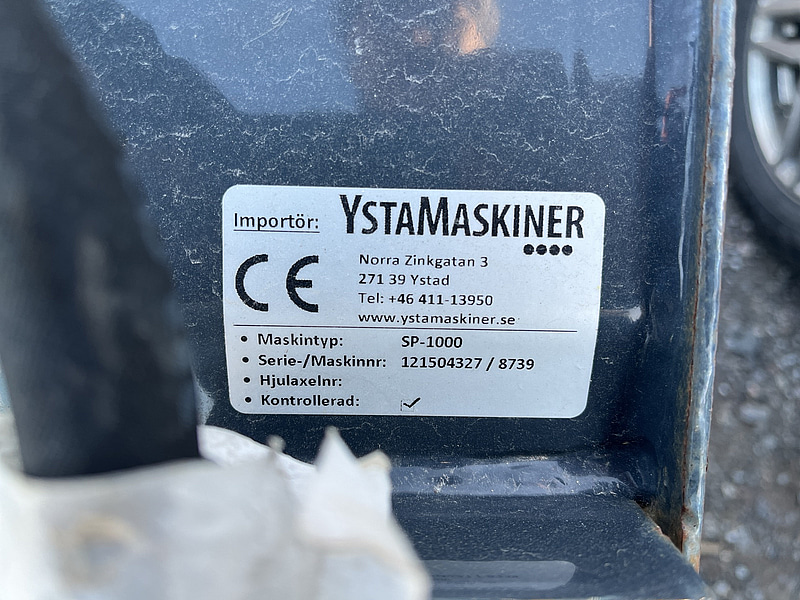 Importör: YSTAMASKINER
CE
Norra Zinkgatan 3
271 39 Ystad
Tel: +46 411-13950
www.ystamaskiner.se
• Maskintyp: SP-1000
• Serie-/Maskinnr: 121504327 / 8739
• Hjulaxelnr:
• Kontrollerad: ✓